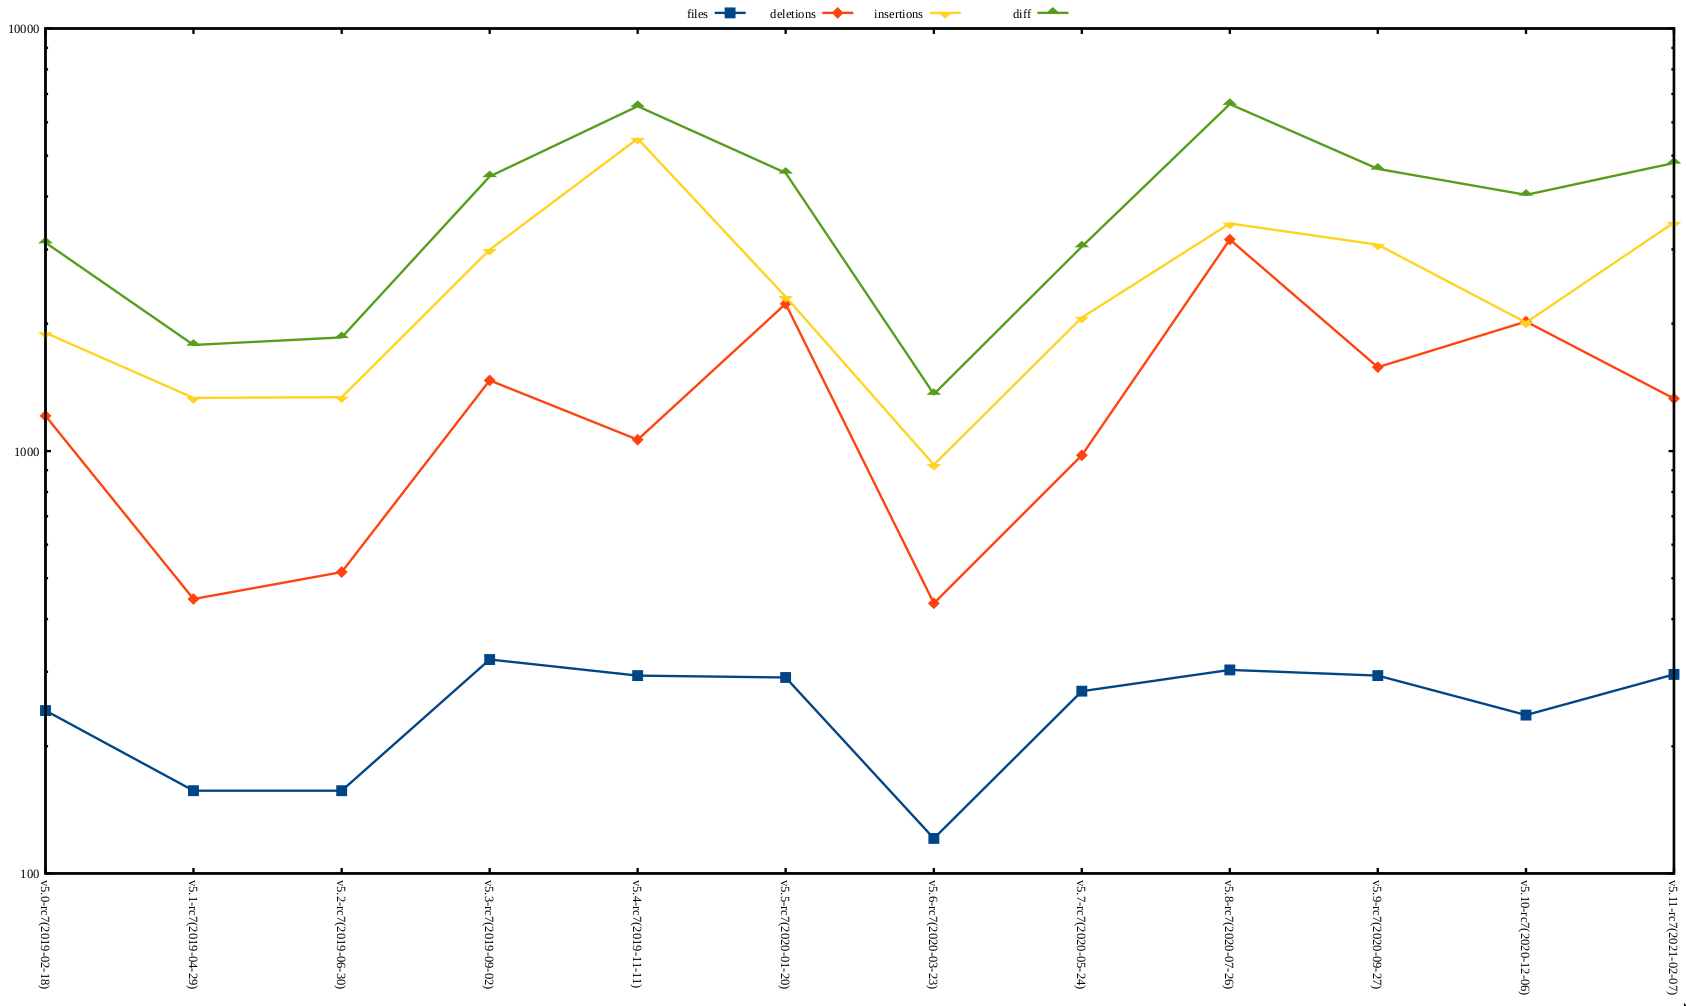 files deletions insertions diff
10000
1000
100
v5.0-rc7(2019-02-18)
v5.1-rc7(2019-04-29)
v5.2-rc7(2019-06-30)
v5.3-rc7(2019-09-02)
v5.4-rc7(2019-11-11)
v5.5-rc7(2020-01-20)
v5.6-rc7(2020-03-23)
v5.7-rc7(2020-05-24)
v5.8-rc7(2020-07-26)
v5.9-rc7(2020-09-27)
v5.10-rc7(2020-12-06)
v5.11-rc7(2021-02-07)